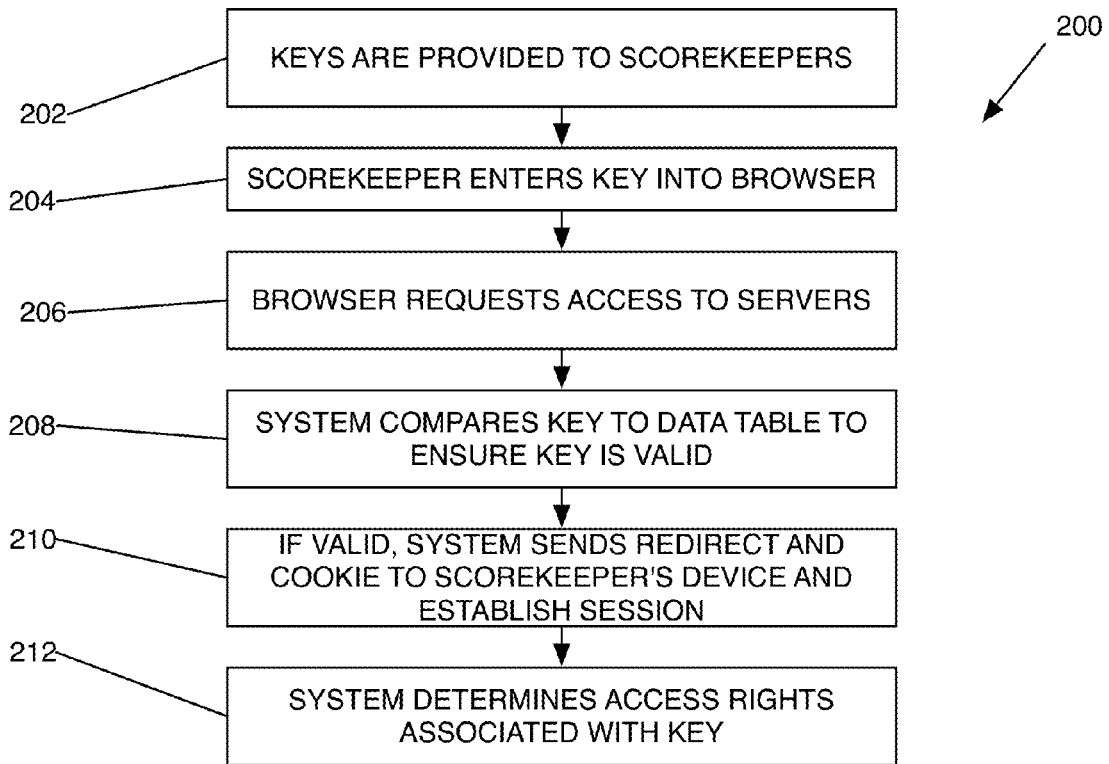 200
KEYS ARE PROVIDED TO SCOREKEEPERS
202
SCOREKEEPER ENTERS KEY INTO BROWSER
204
BROWSER REQUESTS ACCESS TO SERVERS
206
SYSTEM COMPARES KEY TO DATA TABLE TO
ENSURE KEY IS VALID
208
IF VALID, SYSTEM SENDS REDIRECT AND
COOKIE TO SCOREKEEPER'S DEVICE AND
ESTABLISH SESSION
210
SYSTEM DETERMINES ACCESS RIGHTS
ASSOCIATED WITH KEY
212